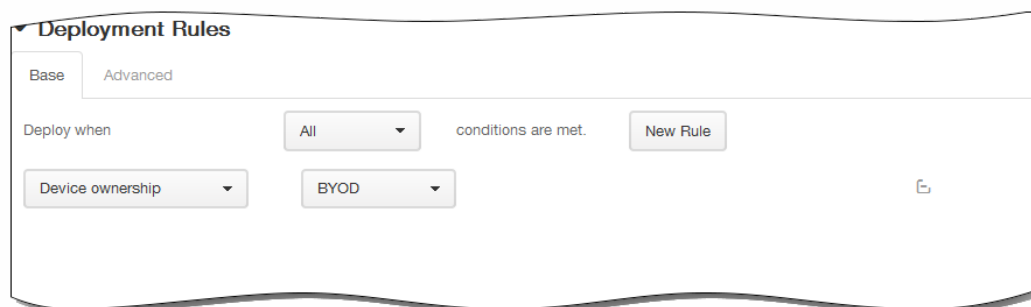 Deployment Rules
Base Advanced
Deploy when All conditions are met. New Rule
Device ownership BYOD